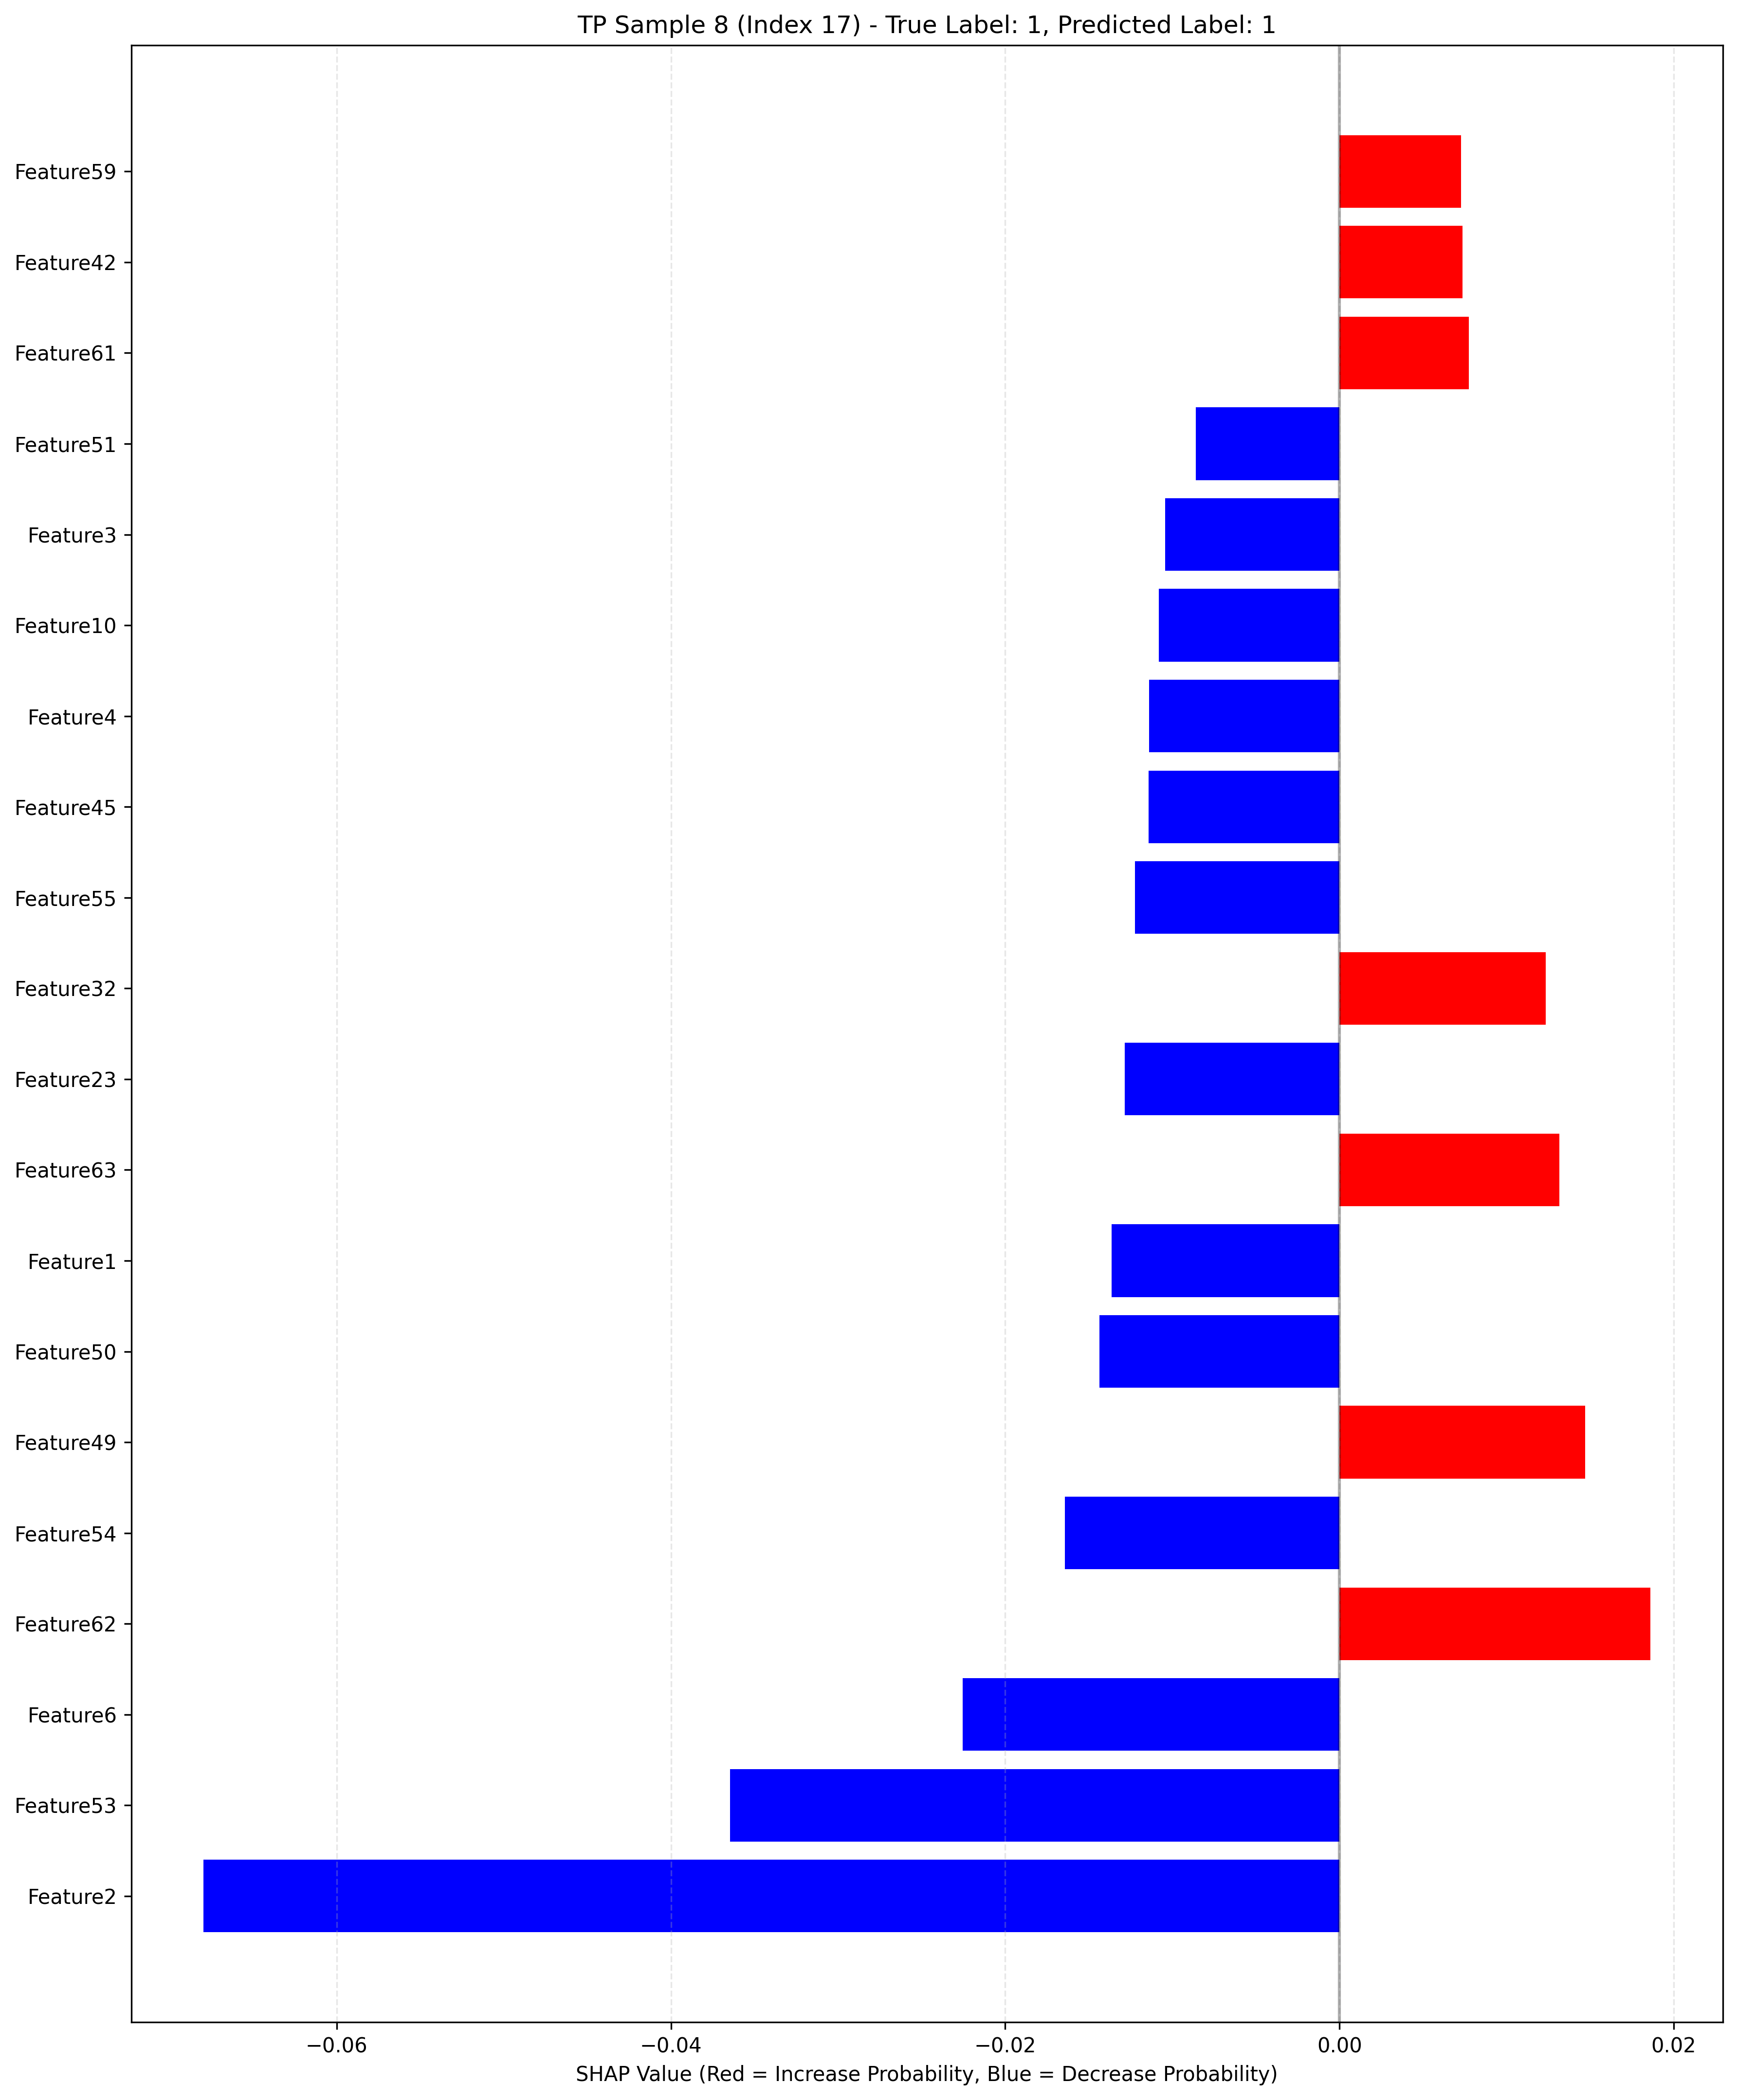 TP Sample 8 (Index 17) - True Label: 1, Predicted Label: 1
Feature59
Feature42
Feature61
Feature51
Feature3
Feature10
Feature4
Feature45
Feature55
Feature32
Feature23
Feature63
Feature1
Feature50
Feature49
Feature54
Feature62
Feature6
Feature53
Feature2
−0.06 −0.04 −0.02 0.00 0.02
SHAP Value (Red = Increase Probability, Blue = Decrease Probability)